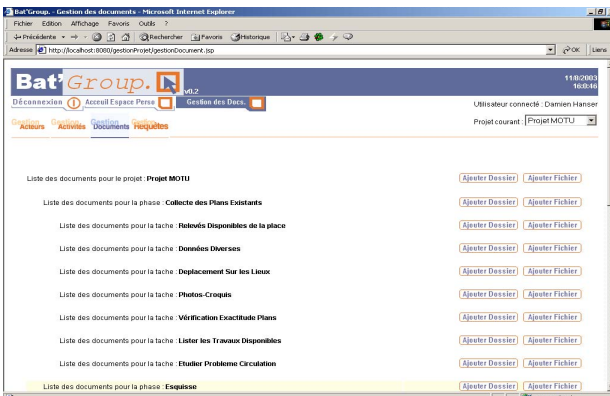 Bat'Group. - Gestion des documents - Microsoft Internet Explorer
Fichier Edition Affichage Favoris Outils ?
Précédente Rechercher Favoris Historique
Adresse http://localhost:8080/gestionProjet/gestionDocument.jsp OK Liens
Bat'Group. v0.2
11/8/2003
16:0:46
Déconnexion Acceuil Espace Perso Gestion des Docs.
Utilisateur connecté : Damien Hanser
Gestion Acteurs Gestion Activités Gestion Documents Gestion Requêtes
Projet courant : Projet MOTU
Liste des documents pour le projet : Projet MOTU Ajouter Dossier Ajouter Fichier
Liste des documents pour la phase : Collecte des Plans Existants Ajouter Dossier Ajouter Fichier
Liste des documents pour la tache : Relevés Disponibles de la place Ajouter Dossier Ajouter Fichier
Liste des documents pour la tache : Données Diverses Ajouter Dossier Ajouter Fichier
Liste des documents pour la tache : Deplacement Sur les Lieux Ajouter Dossier Ajouter Fichier
Liste des documents pour la tache : Photos-Croquis Ajouter Dossier Ajouter Fichier
Liste des documents pour la tache : Vérification Exactitude Plans Ajouter Dossier Ajouter Fichier
Liste des documents pour la tache : Lister les Travaux Disponibles Ajouter Dossier Ajouter Fichier
Liste des documents pour la tache : Etudier Probleme Circulation Ajouter Dossier Ajouter Fichier
Liste des documents pour la phase : Esquisse Ajouter Dossier Ajouter Fichier